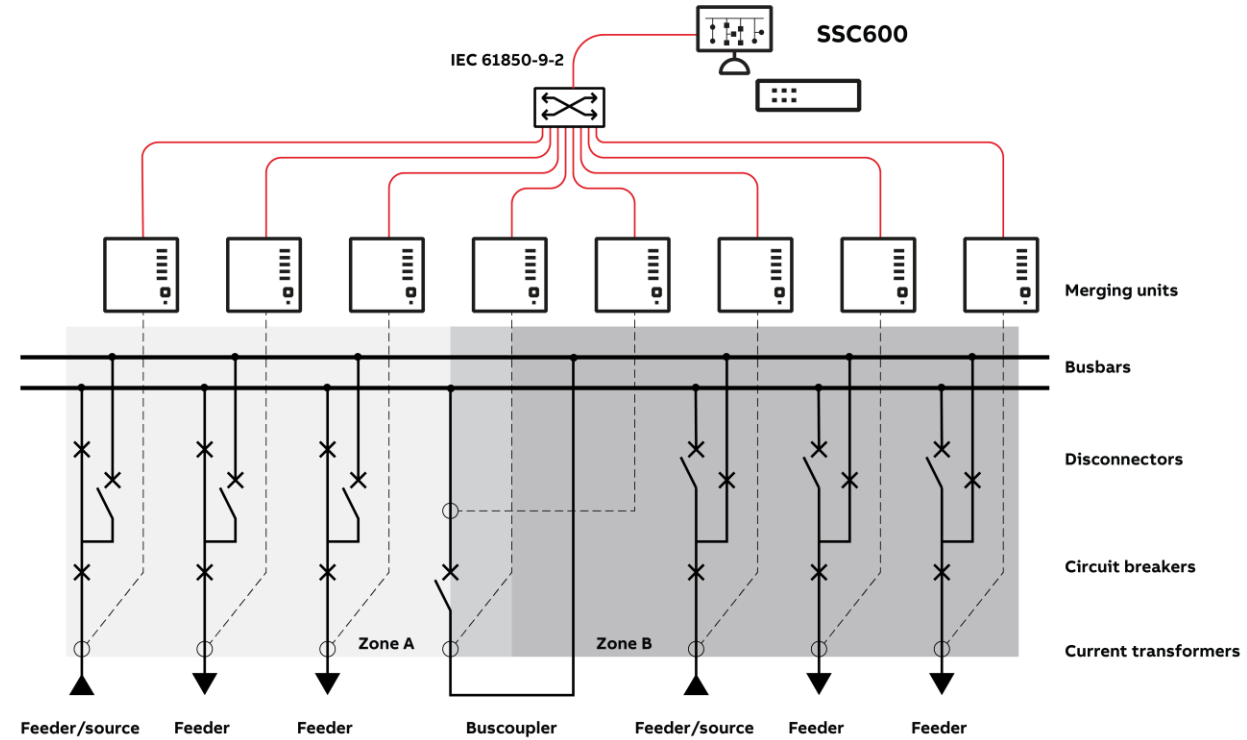 SSC600
IEC 61850-9-2
Merging units
Busbars
Disconnectors
Circuit breakers
Zone A
Zone B
Current transformers
Feeder/source
Feeder
Feeder
Buscoupler
Feeder/source
Feeder
Feeder